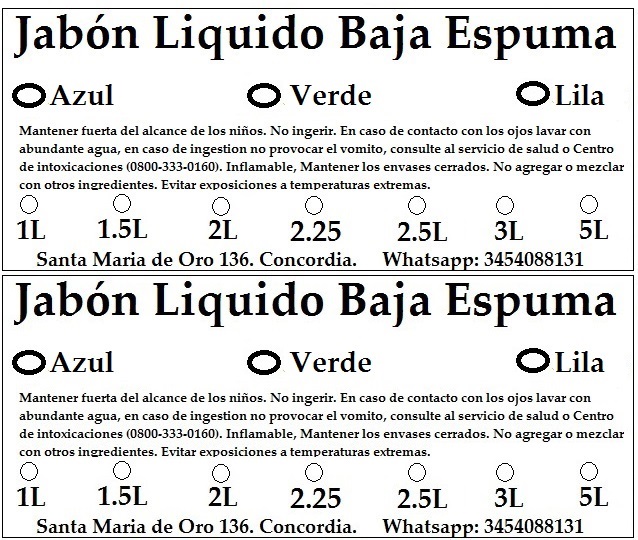 Jabón Liquido Baja Espuma
Azul Verde Lila
Mantener fuerta del alcance de los niños. No ingerir. En caso de contacto con los ojos lavar con
abundante agua, en caso de ingestion no provocar el vomito, consulte al servicio de salud o Centro
de intoxicaciones (0800-333-0160). Inflamable, Mantener los envases cerrados. No agregar o mezclar
con otros ingredientes. Evitar exposiciones a temperaturas extremas.
1L 1.5L 2L 2.25 2.5L 3L 5L
Santa Maria de Oro 136. Concordia. Whatsapp: 3454088131
Jabón Liquido Baja Espuma
Azul Verde Lila
Mantener fuerta del alcance de los niños. No ingerir. En caso de contacto con los ojos lavar con
abundante agua, en caso de ingestion no provocar el vomito, consulte al servicio de salud o Centro
de intoxicaciones (0800-333-0160). Inflamable, Mantener los envases cerrados. No agregar o mezclar
con otros ingredientes. Evitar exposiciones a temperaturas extremas.
1L 1.5L 2L 2.25 2.5L 3L 5L
Santa Maria de Oro 136. Concordia. Whatsapp: 3454088131